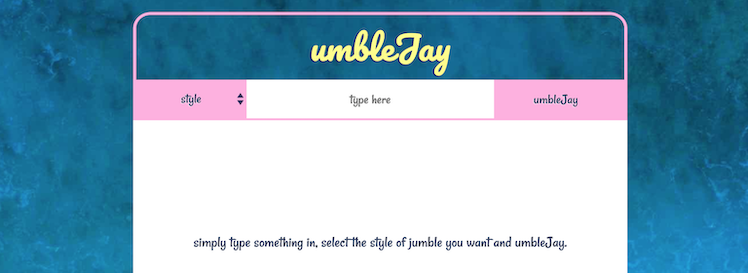 umbleJay
style
type here
umbleJay
simply type something in, select the style of jumble you want and umbleJay.